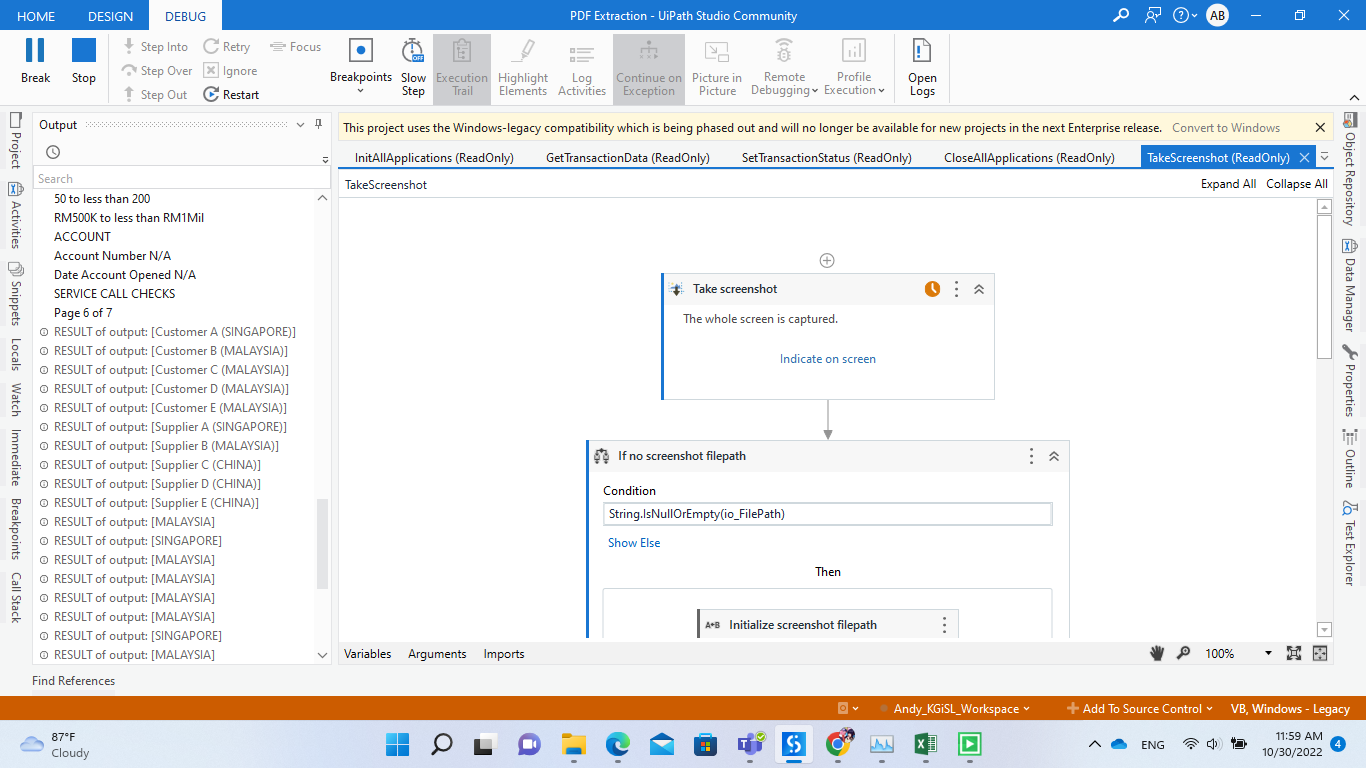 HOME DESIGN DEBUG PDF Extraction - UiPath Studio Community AB
Break
Stop
Step Into
Step Over
Step Out
Retry
Ignore
Restart
Focus
Breakpoints
Slow Step
OFF
Execution Trail
Highlight Elements
Log Activities
Continue on Exception
Picture in Picture
Remote Debugging
Profile Execution
Open Logs
Project
Activities
Snippets
Locals
Watch
Immediate
Breakpoints
Call Stack
Output
Search
50 to less than 200
RM500K to less than RM1Mil
ACCOUNT
Account Number N/A
Date Account Opened N/A
SERVICE CALL CHECKS
Page 6 of 7
RESULT of output: [Customer A (SINGAPORE)]
RESULT of output: [Customer B (MALAYSIA)]
RESULT of output: [Customer C (MALAYSIA)]
RESULT of output: [Customer D (MALAYSIA)]
RESULT of output: [Customer E (MALAYSIA)]
RESULT of output: [Supplier A (SINGAPORE)]
RESULT of output: [Supplier B (MALAYSIA)]
RESULT of output: [Supplier C (CHINA)]
RESULT of output: [Supplier D (CHINA)]
RESULT of output: [Supplier E (CHINA)]
RESULT of output: [MALAYSIA]
RESULT of output: [SINGAPORE]
RESULT of output: [MALAYSIA]
RESULT of output: [MALAYSIA]
RESULT of output: [MALAYSIA]
RESULT of output: [MALAYSIA]
RESULT of output: [SINGAPORE]
RESULT of output: [MALAYSIA]
Find References
This project uses the Windows-legacy compatibility which is being phased out and will no longer be available for new projects in the next Enterprise release. Convert to Windows
InitAllApplications (ReadOnly) GetTransactionData (ReadOnly) SetTransactionStatus (ReadOnly) CloseAllApplications (ReadOnly) TakeScreenshot (ReadOnly)
TakeScreenshot Expand All Collapse All
Take screenshot
The whole screen is captured.
Indicate on screen
If no screenshot filepath
Condition
String.IsNullOrEmpty(io_FilePath)
Show Else
Then
A+B Initialize screenshot filepath
Variables Arguments Imports 100%
Object Repository
Data Manager
Properties
Outline
Test Explorer
Andy_KGiSL_Workspace Add To Source Control VB, Windows - Legacy
87°F
Cloudy
ENG
11:59 AM
10/30/2022
4